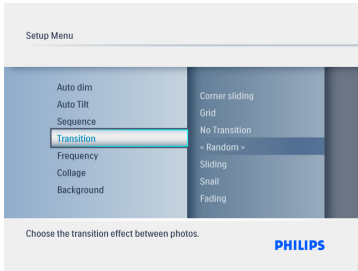 Setup Menu
Auto dim
Auto Tilt
Sequence
Transition
Frequency
Collage
Background
Corner sliding
Grid
No Transition
< Random >
Sliding
Snail
Fading
Choose the transition effect between photos.
PHILIPS